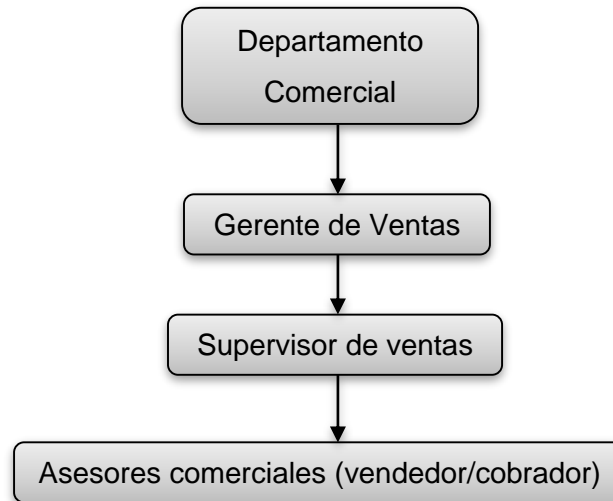 Departamento
Comercial
Gerente de Ventas
Supervisor de ventas
Asesores comerciales (vendedor/cobrador)